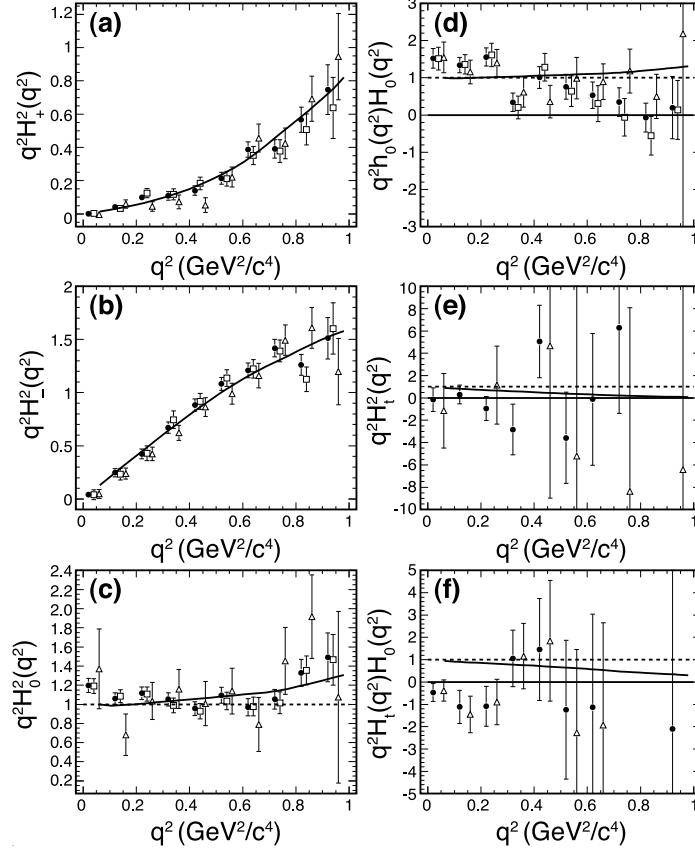 (a)
q²H²₊(q²)
1.2
1
0.8
0.6
0.4
0.2
0
0 0.2 0.4 0.6 0.8 1
q² (GeV²/c⁴)
(b)
q²H²₋(q²)
2
1.5
1
0.5
0
0 0.2 0.4 0.6 0.8 1
q² (GeV²/c⁴)
(c)
q²H²₀(q²)
2.4
2.2
2.0
1.8
1.6
1.4
1.2
1.0
0.8
0.6
0.4
0.2
0 0.2 0.4 0.6 0.8 1
q² (GeV²/c⁴)
(d)
q²h₀(q²)H₀(q²)
3
2
1
0
-1
-2
-3
0 0.2 0.4 0.6 0.8 1
q² (GeV²/c⁴)
(e)
q²H²ₜ(q²)
10
8
6
4
2
0
-2
-4
-6
-8
-10
0 0.2 0.4 0.6 0.8 1
q² (GeV²/c⁴)
(f)
q²Hₜ(q²)H₀(q²)
5
4
3
2
1
0
-1
-2
-3
-4
-5
0 0.2 0.4 0.6 0.8 1
q² (GeV²/c⁴)